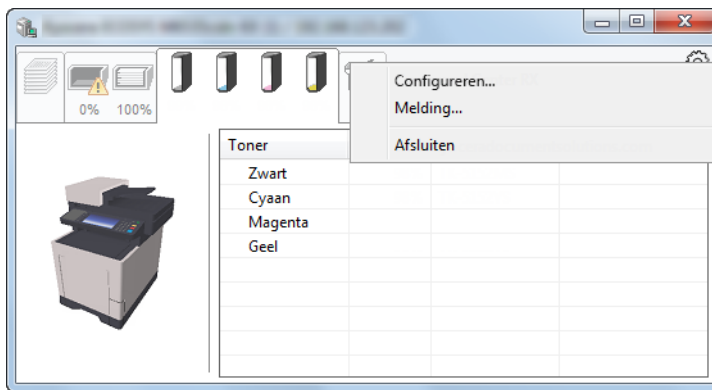 0% 100%
Configureren...
Melding...
Afsluiten
Toner
Zwart
Cyaan
Magenta
Geel